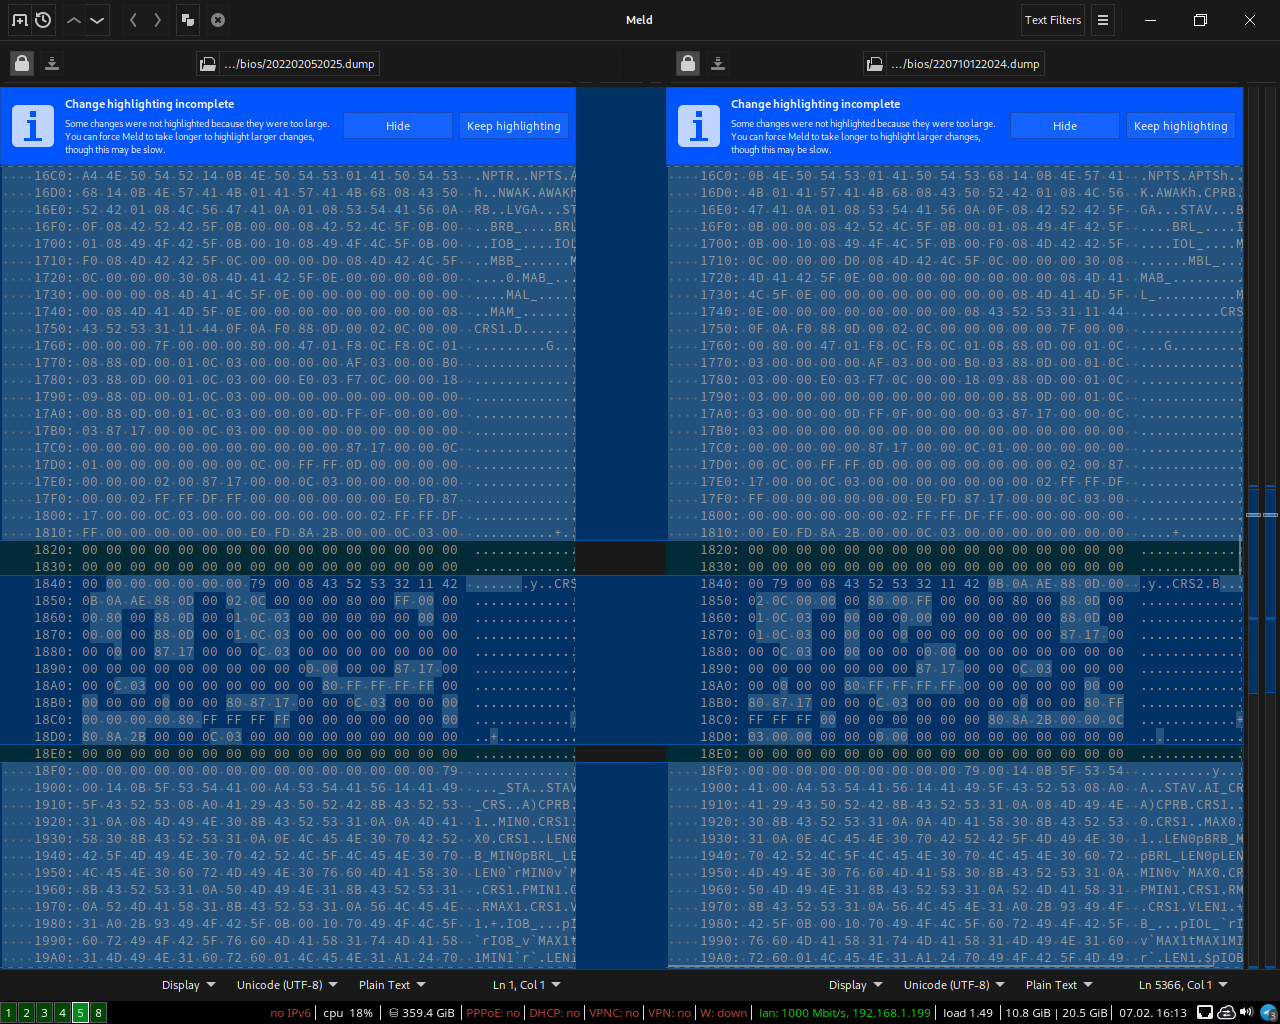 Meld
Text Filters
.../bios/202202052025.dump
.../bios/220710122024.dump
Change highlighting incomplete
Some changes were not highlighted because they were too large.
You can force Meld to take longer to highlight larger changes,
though this may be slow.
Hide
Keep highlighting
Change highlighting incomplete
Some changes were not highlighted because they were too large.
You can force Meld to take longer to highlight larger changes,
though this may be slow.
Hide
Keep highlighting
16C0: A4 4E 50 54 52 14 0B 4E 50 54 53 01 41 50 54 53 .NPTR..NPTS.APTS
16D0: 68 14 0B 4E 57 41 4B 01 41 57 41 4B 68 08 43 50 h..NWAK.AWAKh.CP
16E0: 52 42 01 08 4C 56 47 41 0A 01 08 53 54 41 56 0A RB..LVGA...STAV.
16F0: 0F 08 42 52 42 5F 0B 00 00 08 42 52 4C 5F 0B 00 ..BRB_....BRL
1700: 01 08 49 4F 42 5F 0B 00 10 08 49 4F 4C 5F 0B 00 ..IOB_....IOL
1710: F0 08 4D 42 42 5F 0C 00 00 00 D0 08 4D 42 4C 5F ..MBB_......M
1720: 0C 00 00 00 30 08 4D 41 42 5F 0E 00 00 00 00 00 ....0.MAB_...
1730: 00 00 00 08 4D 41 4C 5F 0E 00 00 00 00 00 00 00 ....MAL_.....
1740: 00 08 4D 41 4D 5F 0E 00 00 00 00 00 00 00 00 08 ..MAM_.......
1750: 43 52 53 31 11 44 0F 0A F0 88 0D 00 02 0C 00 00 CRS1.D.......
1760: 00 00 00 7F 00 00 00 80 00 47 01 F8 0C F8 0C 01 .........G...
1770: 08 88 0D 00 01 0C 03 00 00 00 00 AF 03 00 00 B0
1780: 03 88 0D 00 01 0C 03 00 00 E0 03 F7 0C 00 00 18
1790: 09 88 0D 00 01 0C 03 00 00 00 00 00 00 00 00 00
17A0: 00 88 0D 00 01 0C 03 00 00 00 0D FF 0F 00 00 00
17B0: 03 87 17 00 00 0C 03 00 00 00 00 00 00 00 00 00
17C0: 00 00 00 00 00 00 00 00 00 00 00 87 17 00 00 0C
17D0: 01 00 00 00 00 00 0C 00 FF FF 0D 00 00 00 00 00
17E0: 00 00 00 02 00 87 17 00 00 0C 03 00 00 00 00 00
17F0: 00 00 02 FF FF DF FF 00 00 00 00 00 00 E0 FD 87
1800: 17 00 00 0C 03 00 00 00 00 00 00 02 FF FF DF
1810: FF 00 00 00 00 00 E0 FD 8A 2B 00 00 0C 03 00 00
1820: 00 00 00 00 00 00 00 00 00 00 00 00 00 00 00 00
1830: 00 00 00 00 00 00 00 00 00 00 00 00 00 00 00 00
1840: 00 00 00 00 00 00 00 79 00 08 43 52 53 32 11 42 ........y..CRS
1850: 0B 0A AE 88 0D 00 02 0C 00 00 00 00 80 00 FF 00 00
1860: 00 80 00 88 0D 00 01 0C 03 00 00 00 00 00 00 00
1870: 00 00 00 88 0D 00 01 0C 03 00 00 00 00 00 00 00
1880: 00 00 00 87 17 00 00 0C 03 00 00 00 00 00 00 00
1890: 00 00 00 00 00 00 00 00 00 00 00 00 00 87 17 00
18A0: 00 0C 03 00 00 00 00 00 00 00 80 FF FF FF FF 00
18B0: 00 00 00 00 00 00 80 87 17 00 00 0C 03 00 00 00
18C0: 00 00 00 00 80 FF FF FF FF 00 00 00 00 00 00 00
18D0: 80 8A 2B 00 00 0C 03 00 00 00 00 00 00 00 00 00 ..+
18E0: 00 00 00 00 00 00 00 00 00 00 00 00 00 00 00 00
18F0: 00 00 00 00 00 00 00 00 00 00 00 00 00 00 00 79
1900: 00 14 0B 5F 53 54 41 00 A4 53 54 41 56 14 41 49 ..._STA..STAV
1910: 5F 43 52 53 08 A0 41 29 43 50 52 42 8B 43 52 53 _CRS..A)CPRB.CRS
1920: 31 0A 08 4D 49 4E 30 8B 43 52 53 31 0A 0A 4D 41 1..MIN0.CRS1
1930: 58 30 8B 43 52 53 31 0A 0E 4C 45 4E 30 70 42 52 X0.CRS1..LEN0pBR
1940: 42 5F 4D 49 4E 30 70 42 52 4C 5F 4C 45 4E 30 70 B_MIN0pBRL_LE
1950: 4C 45 4E 30 60 72 4D 49 4E 30 76 60 4D 41 58 30 LEN0`rMIN0v`M
1960: 8B 43 52 53 31 0A 50 4D 49 4E 31 8B 43 52 53 31 .CRS1.PMIN1.C
1970: 0A 52 4D 41 58 31 8B 43 52 53 31 0A 56 4C 45 4E .RMAX1.CRS1.V
1980: 31 A0 2B 93 49 4F 42 5F 0B 00 10 70 49 4F 4C 5F 1.+.IOB_...pI
1990: 60 72 49 4F 42 5F 76 60 4D 41 58 31 74 4D 41 58 `rIOB_v`MAX1t
19A0: 31 4D 49 4E 31 60 72 60 01 4C 45 4E 31 A1 24 70 1MIN1`r`.LEN1
16C0: 0B 4E 50 54 53 01 41 50 54 53 68 14 0B 4E 57 41 .NPTS.APTSh.
16D0: 4B 01 41 57 41 4B 68 08 43 50 52 42 01 08 4C 56 K.AWAKh.CPRB
16E0: 47 41 0A 01 08 53 54 41 56 0A 0F 08 42 52 42 5F GA...STAV...B
16F0: 0B 00 00 08 42 52 4C 5F 0B 00 01 08 49 4F 42 5F ....BRL_....I
1700: 0B 00 10 08 49 4F 4C 5F 0B 00 F0 08 4D 42 42 5F ....IOL_....M
1710: 0C 00 00 00 D0 08 4D 42 4C 5F 0C 00 00 00 30 08 ......MBL_...
1720: 4D 41 42 5F 0E 00 00 00 00 00 00 00 00 08 4D 41 MAB_...
1730: 4C 5F 0E 00 00 00 00 00 00 00 00 08 4D 41 4D 5F L_..........M
1740: 0E 00 00 00 00 00 00 00 00 08 43 52 53 31 11 44 ..........CRS
1750: 0F 0A F0 88 0D 00 02 0C 00 00 00 00 00 7F 00 00
1760: 00 80 00 47 01 F8 0C F8 0C 01 08 88 0D 00 01 0C ...G
1770: 03 00 00 00 00 AF 03 00 00 B0 03 88 0D 00 01 0C
1780: 03 00 00 E0 03 F7 0C 00 00 18 09 88 0D 00 01 0C
1790: 03 00 00 00 00 00 00 00 00 00 00 88 0D 00 01 0C
17A0: 03 00 00 00 0D FF 0F 00 00 00 03 87 17 00 00 0C
17B0: 03 00 00 00 00 00 00 00 00 00 00 00 00 00 00 00
17C0: 00 00 00 00 00 87 17 00 00 0C 01 00 00 00 00 00
17D0: 00 0C 00 FF FF 0D 00 00 00 00 00 00 00 02 00 87
17E0: 17 00 00 0C 03 00 00 00 00 00 00 00 02 FF FF DF
17F0: FF 00 00 00 00 00 00 E0 FD 87 17 00 00 0C 03 00
1800: 00 00 00 00 00 00 02 FF FF DF FF 00 00 00 00 00
1810: 00 E0 FD 8A 2B 00 00 0C 03 00 00 00 00 00 00 00 ....+
1820: 00 00 00 00 00 00 00 00 00 00 00 00 00 00 00 00
1830: 00 00 00 00 00 00 00 00 00 00 00 00 00 00 00 00
1840: 00 79 00 08 43 52 53 32 11 42 0B 0A AE 88 0D 00 .y..CRS2.B
1850: 02 0C 00 00 00 00 80 00 FF 00 00 00 80 00 88 0D 00
1860: 01 0C 03 00 00 00 00 00 00 00 00 00 00 88 0D 00
1870: 01 0C 03 00 00 00 00 00 00 00 00 00 00 87 17 00
1880: 00 0C 03 00 00 00 00 00 00 00 00 00 00 00 00 00
1890: 00 00 00 00 00 00 00 87 17 00 00 0C 03 00 00 00
18A0: 00 00 00 00 80 FF FF FF FF 00 00 00 00 00 00 00
18B0: 80 87 17 00 00 0C 03 00 00 00 00 00 00 00 80 FF
18C0: FF FF FF 00 00 00 00 00 00 00 80 8A 2B 00 00 0C
18D0: 03 00 00 00 00 00 00 00 00 00 00 00 00 00 00 00
18E0: 00 00 00 00 00 00 00 00 00 00 00 00 00 00 00 00
18F0: 00 00 00 00 00 00 00 00 00 79 00 14 0B 5F 53 54 .........y.
1900: 41 00 A4 53 54 41 56 14 41 49 5F 43 52 53 08 A0 A..STAV.AI_CR
1910: 41 29 43 50 52 42 8B 43 52 53 31 0A 08 4D 49 4E A)CPRB.CRS1
1920: 30 8B 43 52 53 31 0A 0A 4D 41 58 30 8B 43 52 53 0.CRS1..MAX0.
1930: 31 0A 0E 4C 45 4E 30 70 42 52 42 5F 4D 49 4E 30 1..LEN0pBRB_M
1940: 70 42 52 4C 5F 4C 45 4E 30 70 4C 45 4E 30 60 72 pBRL_LEN0pLEN
1950: 4D 49 4E 30 76 60 4D 41 58 30 8B 43 52 53 31 0A MIN0v`MAX0.CR
1960: 50 4D 49 4E 31 8B 43 52 53 31 0A 52 4D 41 58 31 PMIN1.CRS1.RM
1970: 8B 43 52 53 31 0A 56 4C 45 4E 31 A0 2B 93 49 4F .CRS1.VLEN1.+
1980: 42 5F 0B 00 10 70 49 4F 4C 5F 60 72 49 4F 42 5F B_...pIOL_`rI
1990: 76 60 4D 41 58 31 74 4D 41 58 31 4D 49 4E 31 60 v`MAX1tMAX1MI
19A0: 72 60 01 4C 45 4E 31 A1 24 70 49 4F 42 5F 4D 49 r`.LEN1.$pIOB
Display Unicode (UTF-8) Plain Text Ln 1, Col 1
Display Unicode (UTF-8) Plain Text Ln 5366, Col 1
1 2 3 4 5 8 no IPv6 | cpu 18% | 359.4 GiB | PPPoE: no | DHCP: no | VPNC: no | VPN: no | W: down | lan: 1000 Mbit/s, 192.168.1.199 | load 1.49 | 10.8 GiB | 20.5 GiB | 07.02. 16:13